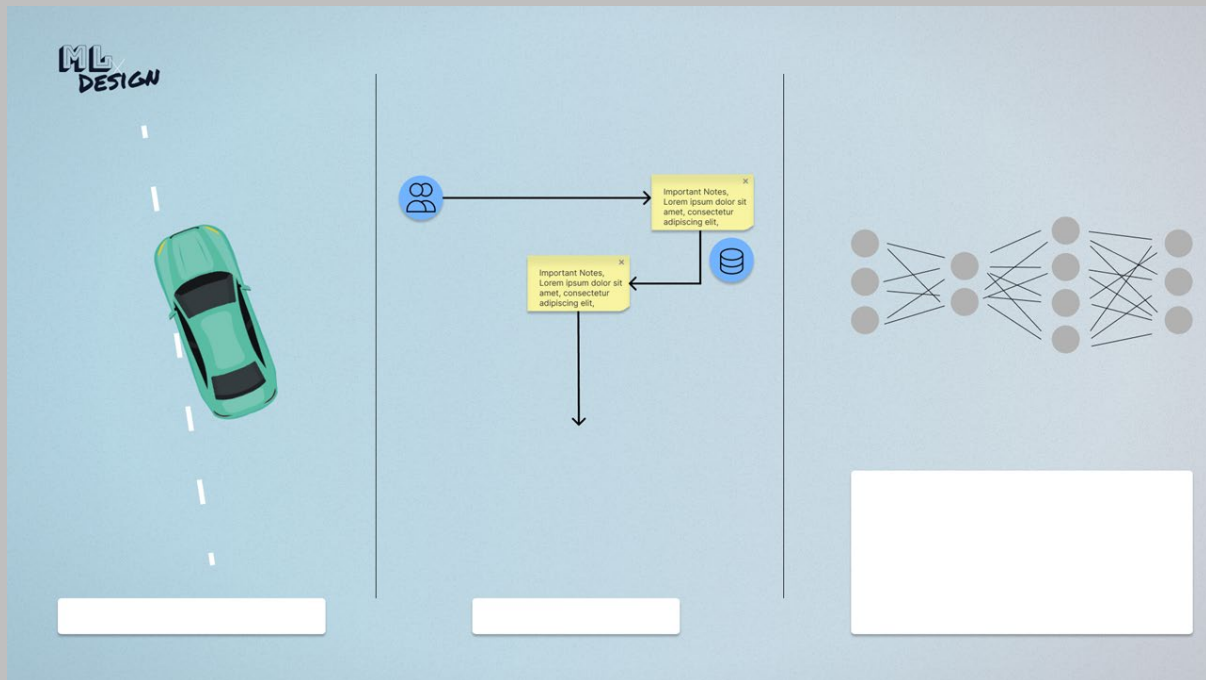 ML
x
DESIGN
Important Notes,
Lorem ipsum dolor sit
amet, consectetur
adipiscing elit,
Important Notes,
Lorem ipsum dolor sit
amet, consectetur
adipiscing elit,